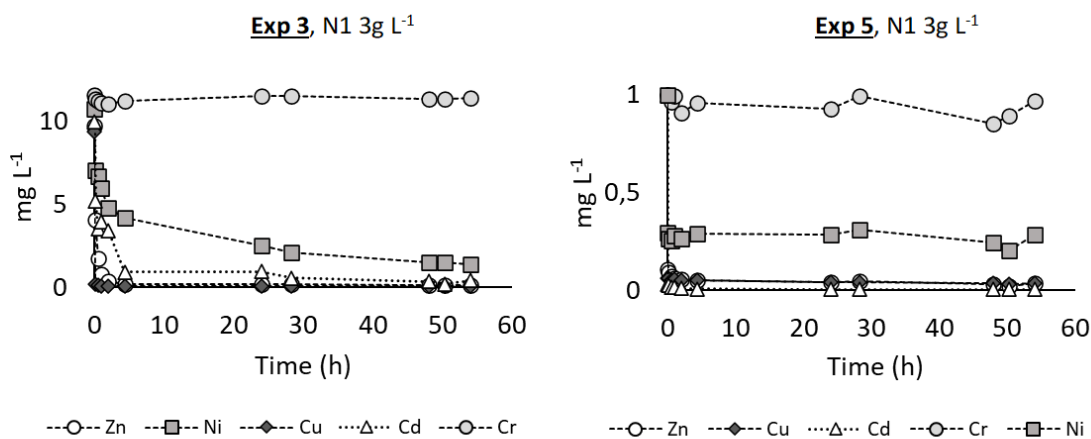 Exp 3, N1 3g L⁻¹
10
5
0
mg L⁻¹
0 10 20 30 40 50 60
Time (h)
Zn Ni Cu Cd Cr
Exp 5, N1 3g L⁻¹
1
0,5
0
mg L⁻¹
0 10 20 30 40 50 60
Time (h)
Zn Cu Cd Cr Ni